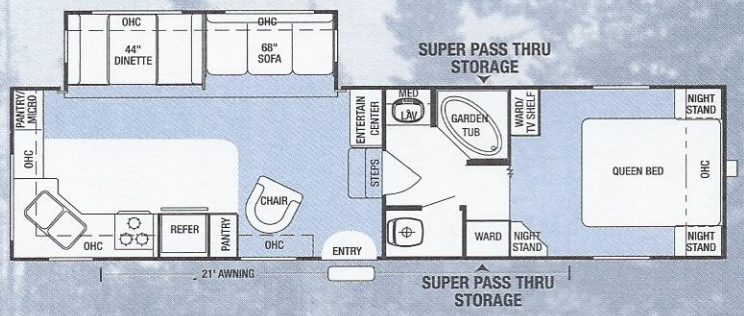 OHC
44"
DINETTE
OHC
68"
SOFA
SUPER PASS THRU
STORAGE
PANTRY/
MICRO
ENTERTAIN
CENTER
MED
LAV
GARDEN
TUB
WARD/
TV SHELF
NIGHT
STAND
OHC
STEPS
QUEEN BED
OHC
CHAIR
OHC
REFER
PANTRY
OHC
ENTRY
WARD
NIGHT
STAND
NIGHT
STAND
21' AWNING
SUPER PASS THRU
STORAGE